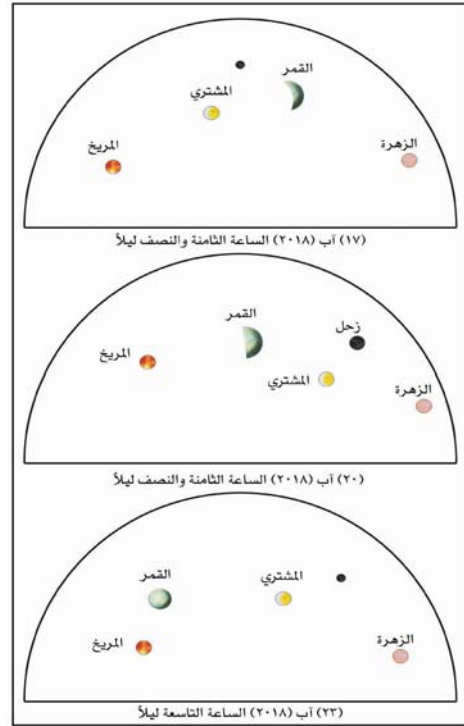 القمر
المشتري
المريخ
الزهرة
(١٧) آب (٢٠١٨) الساعة الثامنة والنصف ليلاً
القمر
زحل
المريخ
المشتري
الزهرة
(٢٠) آب (٢٠١٨) الساعة الثامنة والنصف ليلاً
القمر
المشتري
المريخ
الزهرة
(٢٣) آب (٢٠١٨) الساعة التاسعة ليلاً